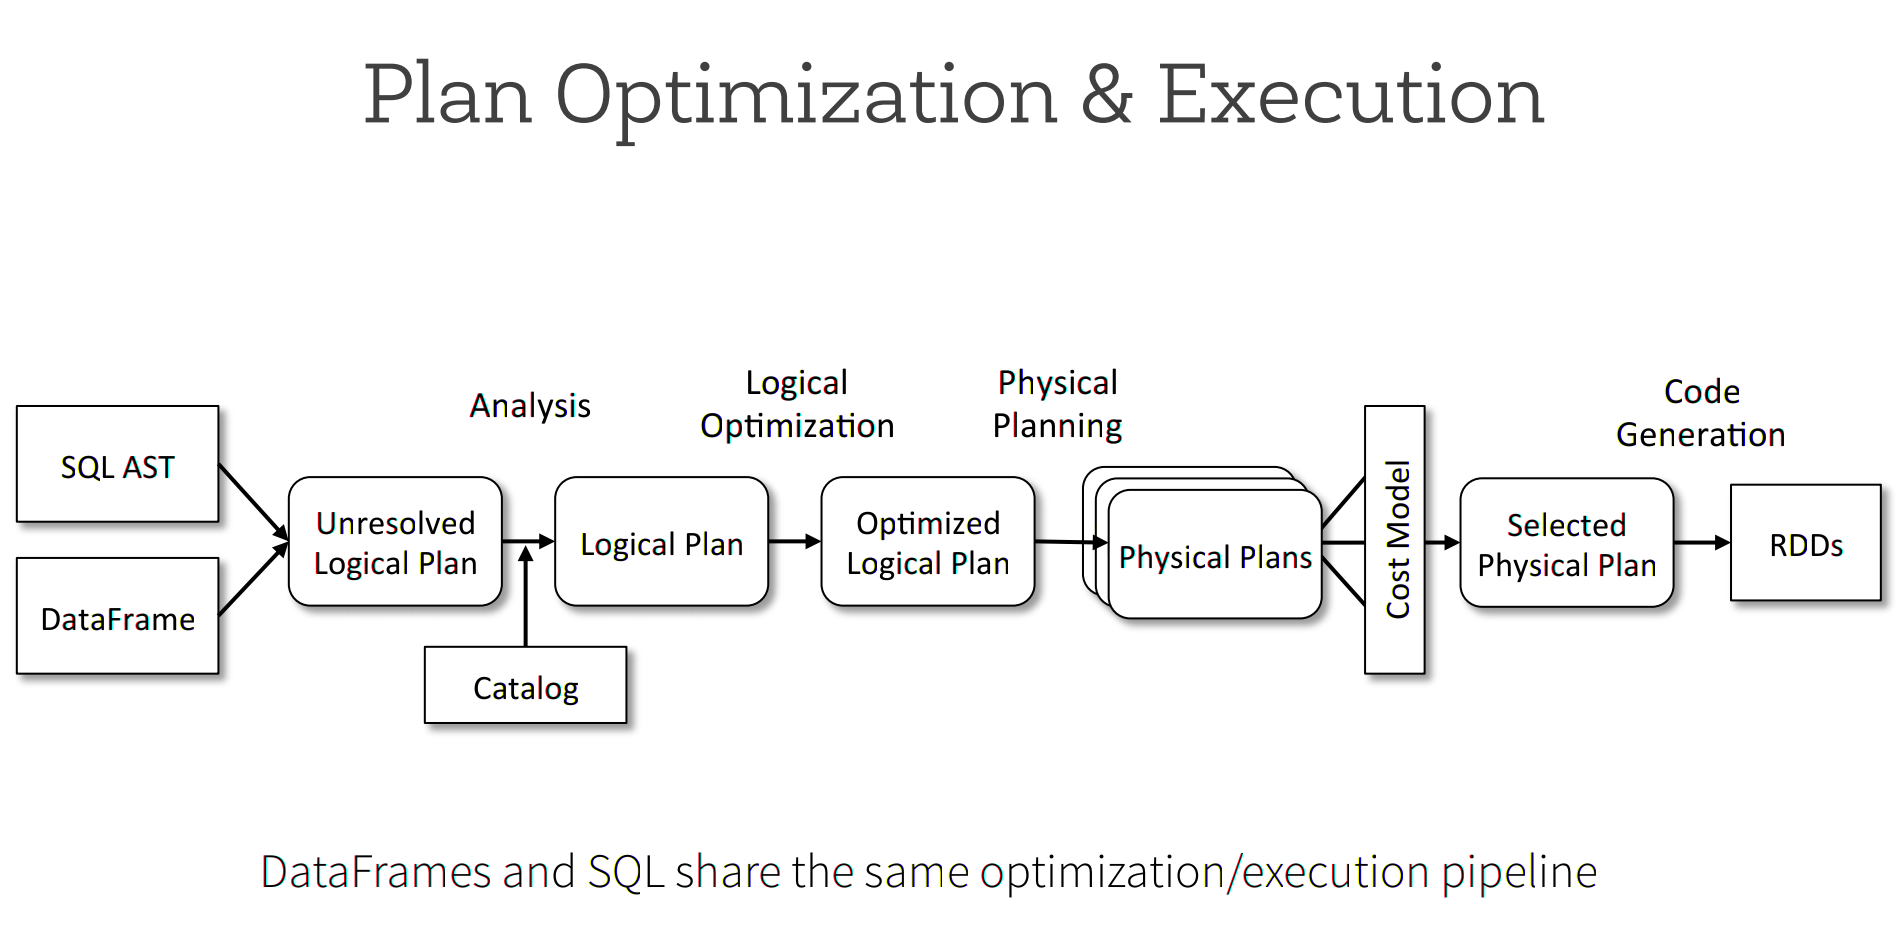 Plan Optimization & Execution
Analysis
Logical
Optimization
Physical
Planning
Code
Generation
SQL AST
DataFrame
Unresolved
Logical Plan
Catalog
Logical Plan
Optimized
Logical Plan
Physical Plans
Cost Model
Selected
Physical Plan
RDDs
DataFrames and SQL share the same optimization/execution pipeline